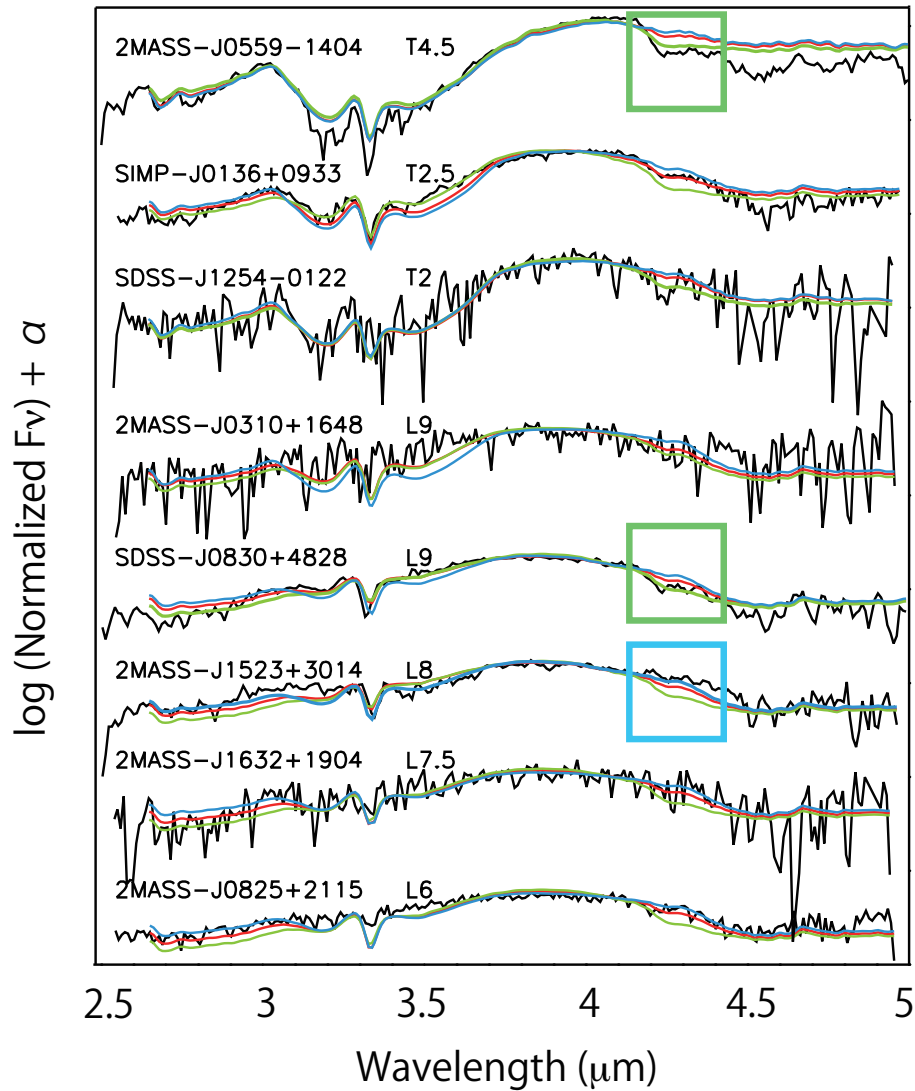 2MASS-J0559-1404 T4.5
SIMP-J0136+0933 T2.5
SDSS-J1254-0122 T2
2MASS-J0310+1648 L9
SDSS-J0830+4828 L9
2MASS-J1523+3014 L8
2MASS-J1632+1904 L7.5
2MASS-J0825+2115 L6
log (Normalized Fν) + α
2.5 3 3.5 4 4.5 5
Wavelength (μm)